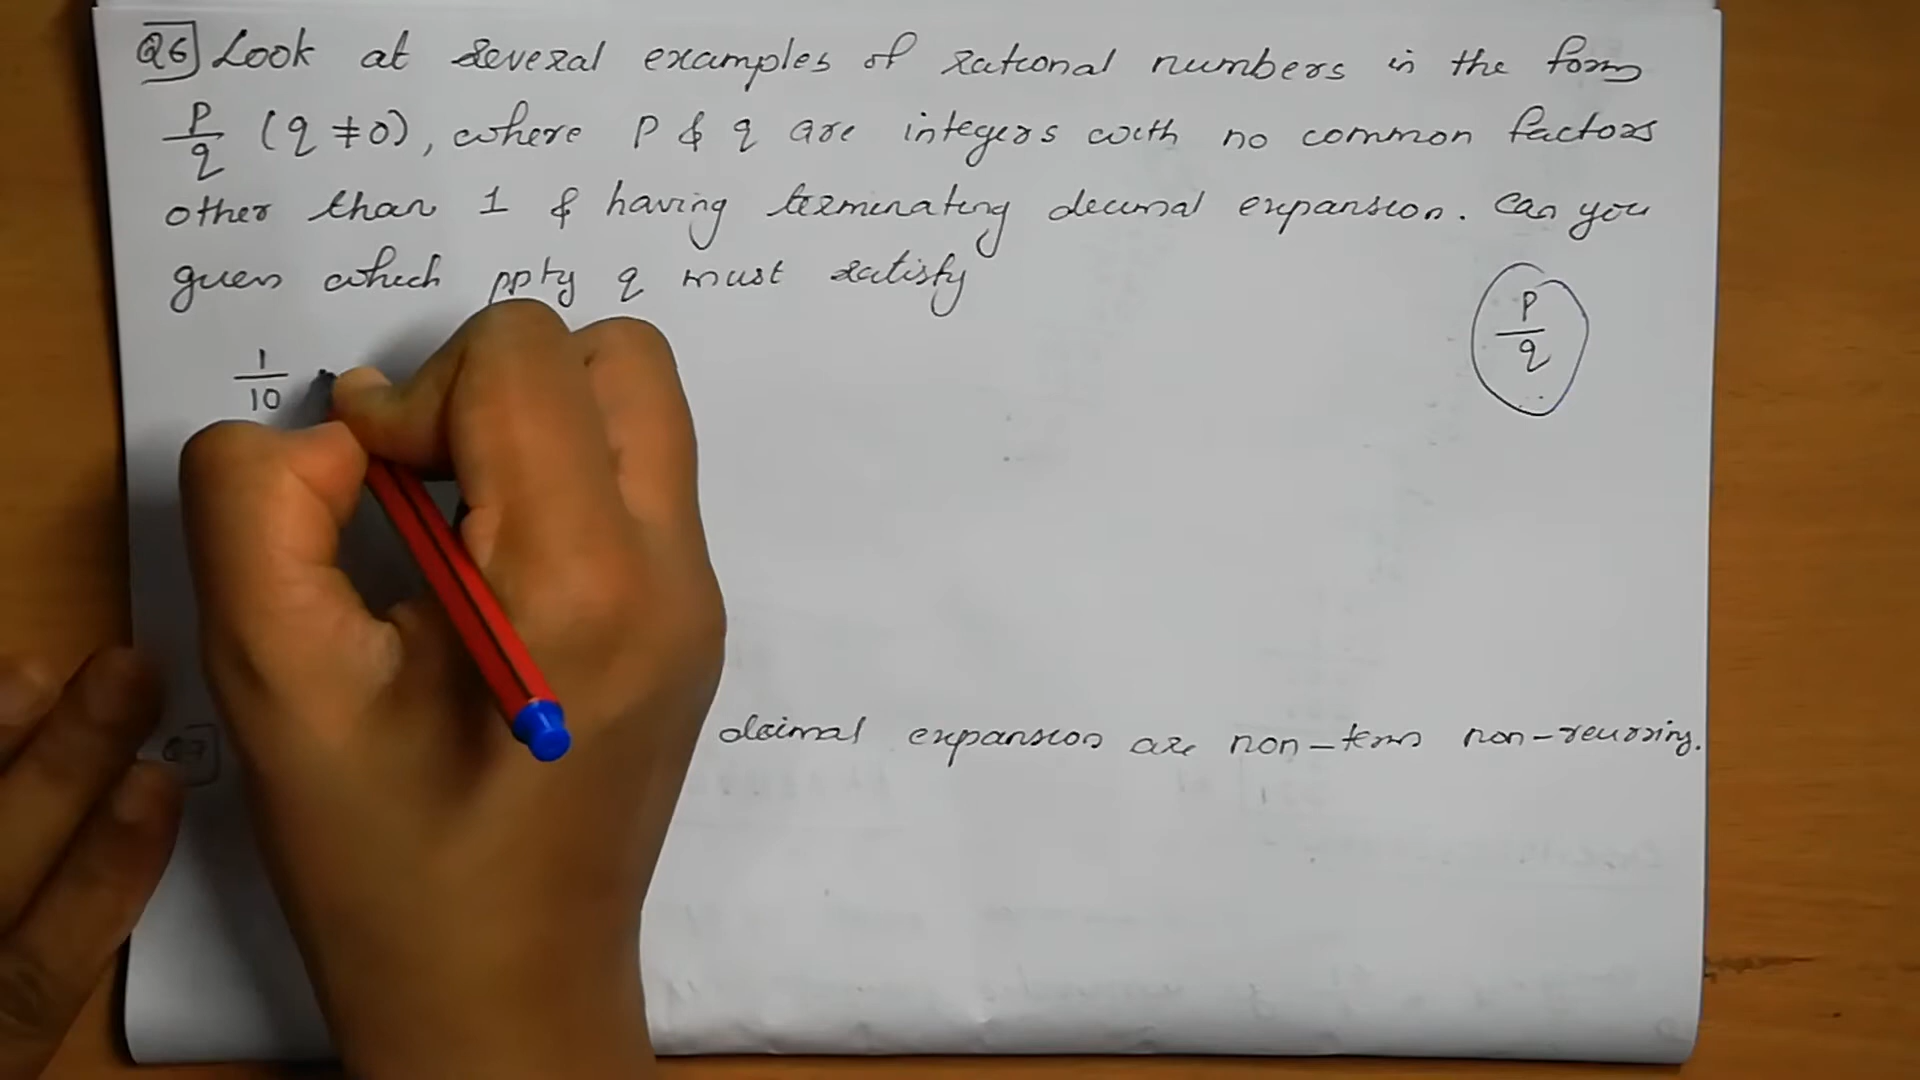 Q6 Look at several examples of rational numbers in the form
p/q (q ≠ 0), where P & q are integers with no common factors
other than 1 & having terminating decimal expansion. Can you
guess which ppty q must satisfy
P/q
1/10
Q7 decimal expansion are non-term non-recurring.